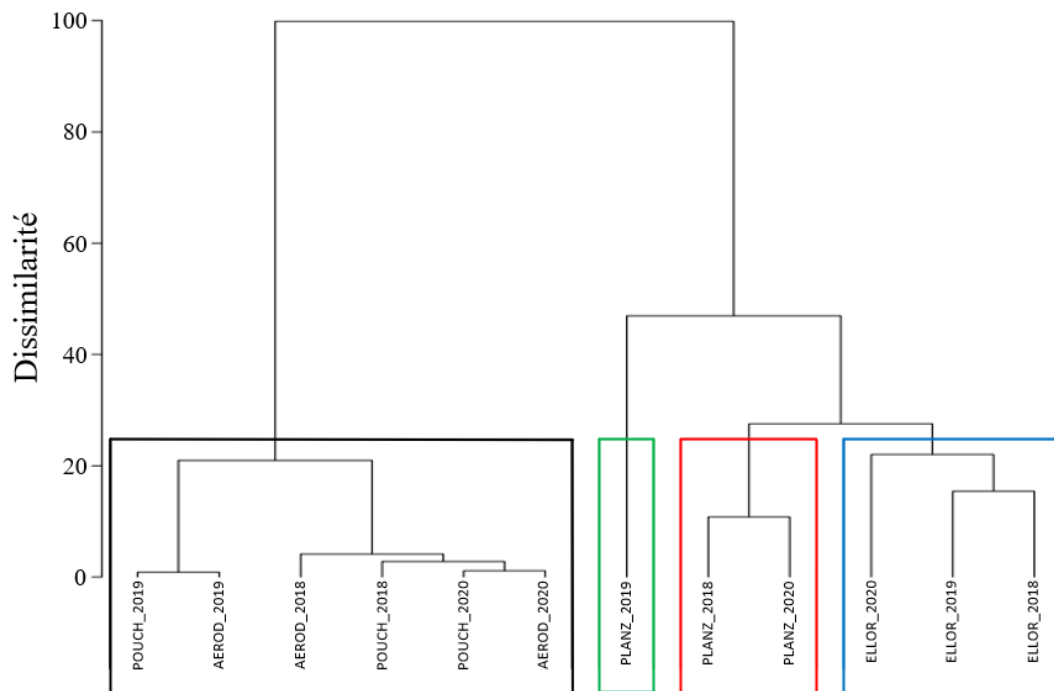 100
80
60
40
20
0
Dissimilarité
POUCH_2019
AEROD_2019
AEROD_2018
POUCH_2018
POUCH_2020
AEROD_2020
PLANZ_2019
PLANZ_2018
PLANZ_2020
ELLOR_2020
ELLOR_2019
ELLOR_2018